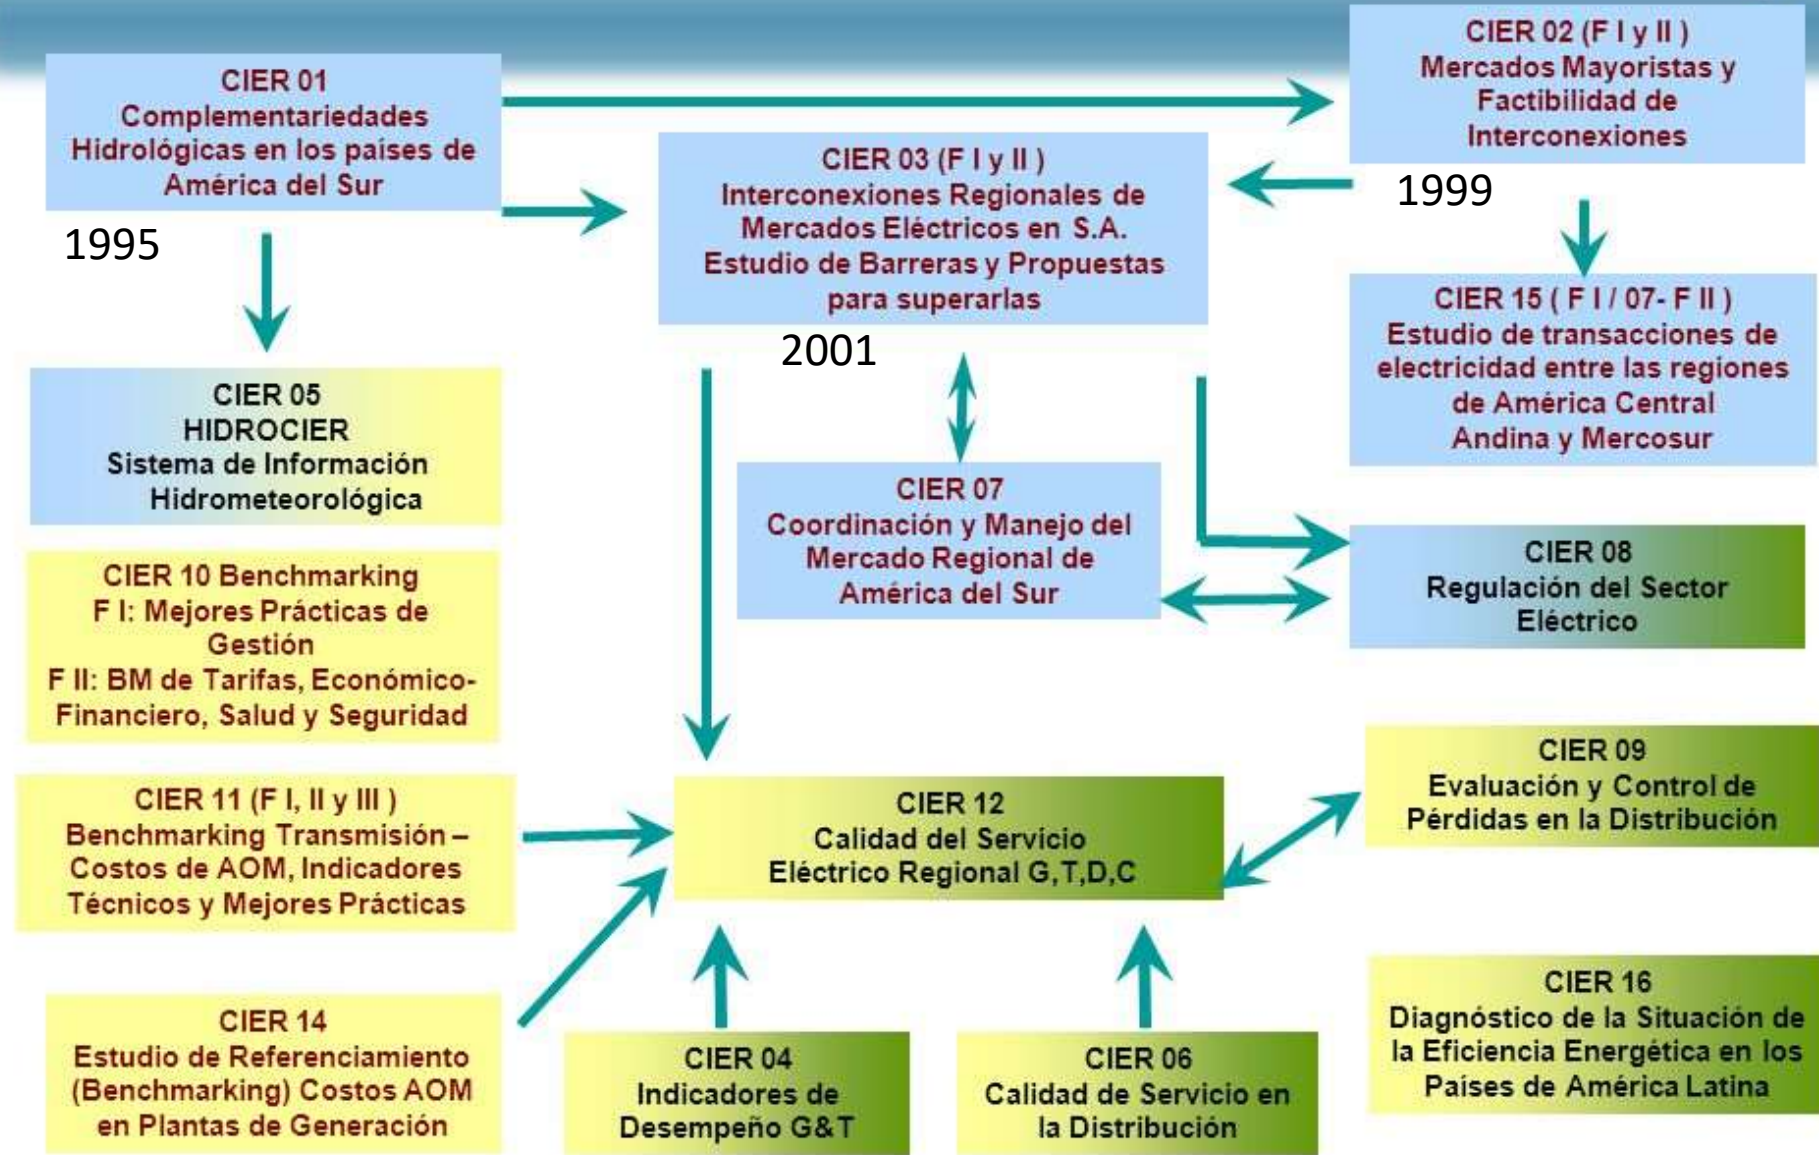 CIER 01
Complementariedades
Hidrológicas en los países de
América del Sur
1995
CIER 02 (F I y II )
Mercados Mayoristas y
Factibilidad de
Interconexiones
1999
CIER 03 (F I y II )
Interconexiones Regionales de
Mercados Eléctricos en S.A.
Estudio de Barreras y Propuestas
para superarlas
2001
CIER 15 ( F I / 07- F II )
Estudio de transacciones de
electricidad entre las regiones
de América Central
Andina y Mercosur
CIER 05
HIDROCIER
Sistema de Información
Hidrometeorológica
CIER 07
Coordinación y Manejo del
Mercado Regional de
América del Sur
CIER 08
Regulación del Sector
Eléctrico
CIER 10 Benchmarking
F I: Mejores Prácticas de
Gestión
F II: BM de Tarifas, Económico-
Financiero, Salud y Seguridad
CIER 11 (F I, II y III )
Benchmarking Transmisión –
Costos de AOM, Indicadores
Técnicos y Mejores Prácticas
CIER 12
Calidad del Servicio
Eléctrico Regional G,T,D,C
CIER 09
Evaluación y Control de
Pérdidas en la Distribución
CIER 14
Estudio de Referenciamiento
(Benchmarking) Costos AOM
en Plantas de Generación
CIER 04
Indicadores de
Desempeño G&T
CIER 06
Calidad de Servicio en
la Distribución
CIER 16
Diagnóstico de la Situación de
la Eficiencia Energética en los
Países de América Latina